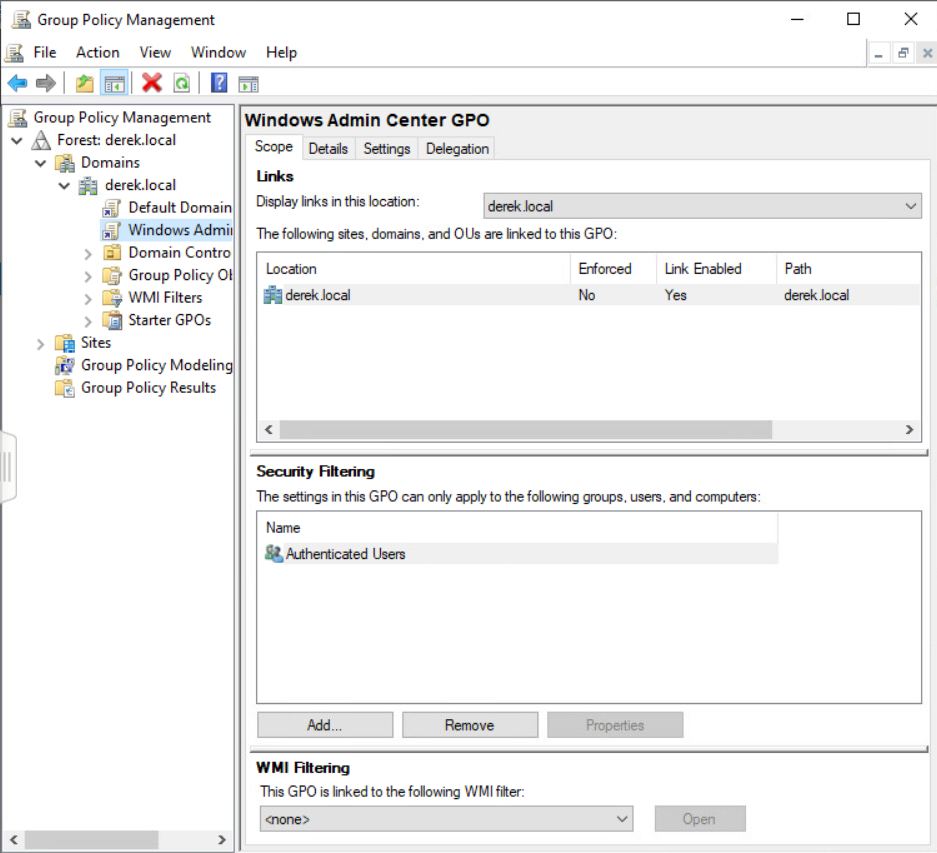 Group Policy Management
File Action View Window Help
Group Policy Management
Forest: derek.local
Domains
derek.local
Default Domain
Windows Admin
Domain Contro
Group Policy Ob
WMI Filters
Starter GPOs
Sites
Group Policy Modeling
Group Policy Results
Windows Admin Center GPO
Scope Details Settings Delegation
Links
Display links in this location: derek.local
The following sites, domains, and OUs are linked to this GPO:
Location Enforced Link Enabled Path
derek.local No Yes derek.local
Security Filtering
The settings in this GPO can only apply to the following groups, users, and computers:
Name
Authenticated Users
Add... Remove Properties
WMI Filtering
This GPO is linked to the following WMI filter:
<none> Open